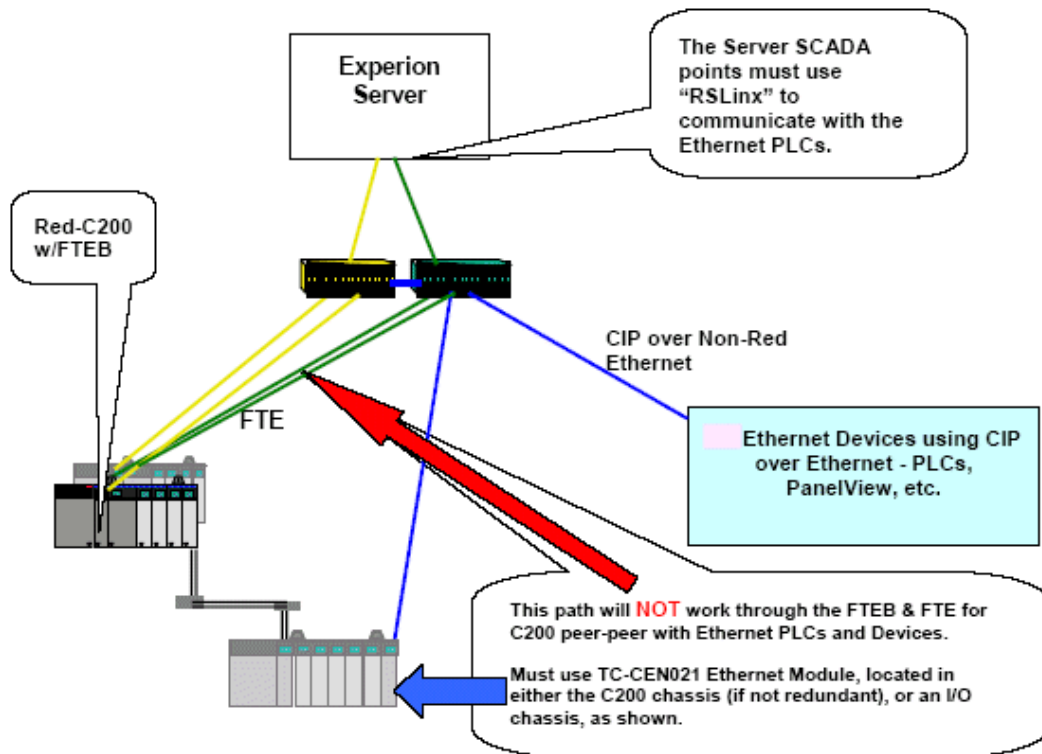 Experion
Server
The Server SCADA
points must use
“RSLinx” to
communicate with the
Ethernet PLCs.
Red-C200
w/FTEB
CIP over Non-Red
Ethernet
FTE
Ethernet Devices using CIP
over Ethernet - PLCs,
PanelView, etc.
This path will NOT work through the FTEB & FTE for
C200 peer-peer with Ethernet PLCs and Devices.
Must use TC-CEN021 Ethernet Module, located in
either the C200 chassis (if not redundant), or an I/O
chassis, as shown.